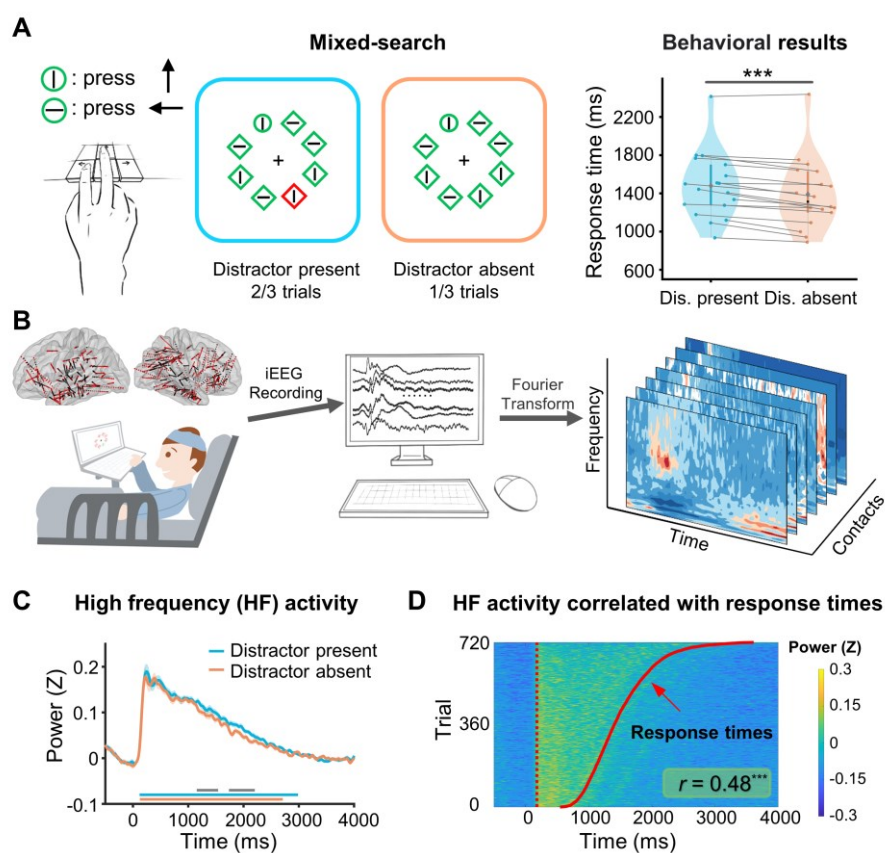 A
Mixed-search
Behavioral results
: press
: press
Distractor present
2/3 trials
Distractor absent
1/3 trials
Response time (ms)
2200
1800
1400
1000
600
***
Dis. present
Dis. absent
B
iEEG
Recording
Fourier
Transform
Frequency
Time
Contacts
C
High frequency (HF) activity
Power (Z)
0.2
0.1
0
-0.1
Distractor present
Distractor absent
0
1000
2000
3000
4000
Time (ms)
D
HF activity correlated with response times
Trial
720
360
0
Response times
r = 0.48***
0
1000
2000
3000
4000
Time (ms)
Power (Z)
0.3
0.15
0
-0.15
-0.3